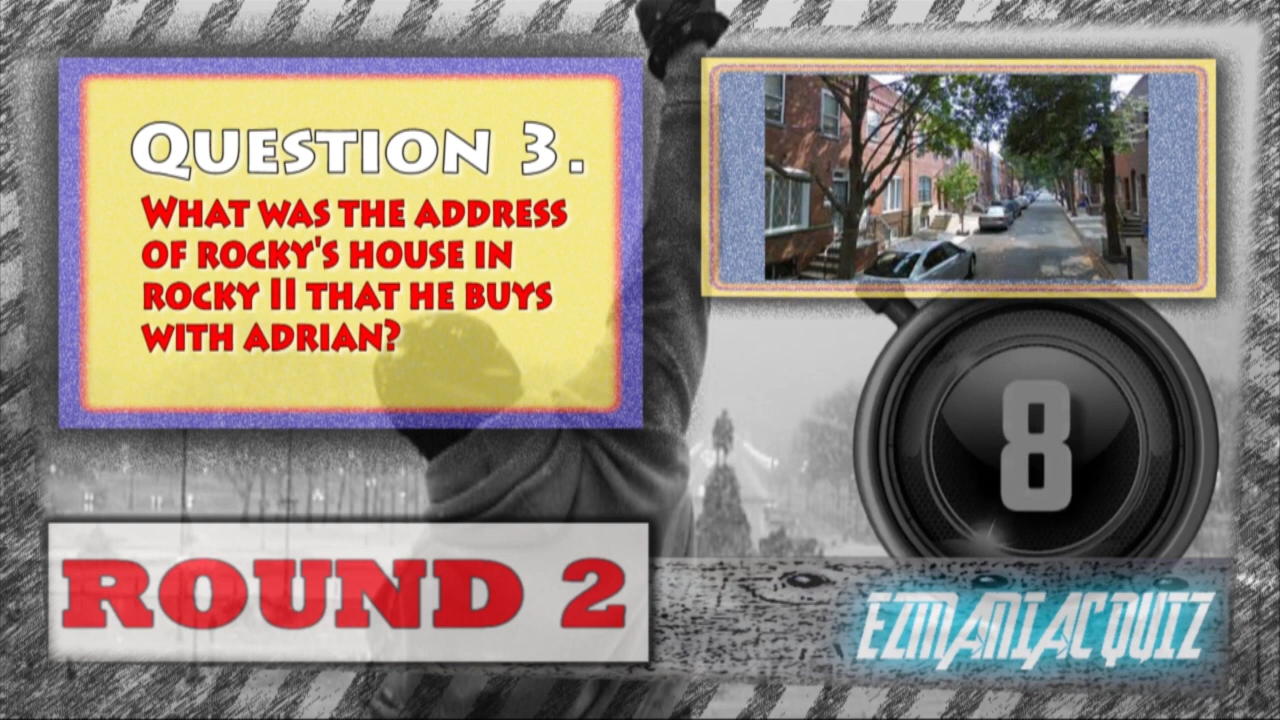 QUESTION 3.
WHAT WAS THE ADDRESS
OF ROCKY'S HOUSE IN
ROCKY II THAT HE BUYS
WITH ADRIAN?
8
ROUND 2
EZMANIACQUIZ